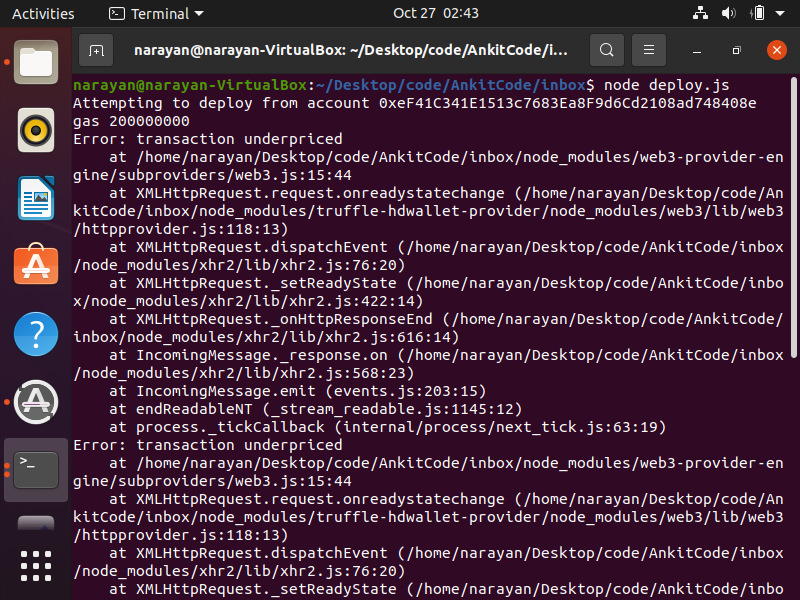 Activities
Terminal
Oct 27 02:43
narayan@narayan-VirtualBox: ~/Desktop/code/AnkitCode/i...
narayan@narayan-VirtualBox:~/Desktop/code/AnkitCode/inbox$ node deploy.js
Attempting to deploy from account 0xeF41C341E1513c7683Ea8F9d6Cd2108ad748408e
gas 200000000
Error: transaction underpriced
    at /home/narayan/Desktop/code/AnkitCode/inbox/node_modules/web3-provider-en
gine/subproviders/web3.js:15:44
    at XMLHttpRequest.request.onreadystatechange (/home/narayan/Desktop/code/An
kitCode/inbox/node_modules/truffle-hdwallet-provider/node_modules/web3/lib/web3
/httpprovider.js:118:13)
    at XMLHttpRequest.dispatchEvent (/home/narayan/Desktop/code/AnkitCode/inbox
/node_modules/xhr2/lib/xhr2.js:76:20)
    at XMLHttpRequest._setReadyState (/home/narayan/Desktop/code/AnkitCode/inbo
x/node_modules/xhr2/lib/xhr2.js:422:14)
    at XMLHttpRequest._onHttpResponseEnd (/home/narayan/Desktop/code/AnkitCode/
inbox/node_modules/xhr2/lib/xhr2.js:616:14)
    at IncomingMessage._response.on (/home/narayan/Desktop/code/AnkitCode/inbox
/node_modules/xhr2/lib/xhr2.js:568:23)
    at IncomingMessage.emit (events.js:203:15)
    at endReadableNT (_stream_readable.js:1145:12)
    at process._tickCallback (internal/process/next_tick.js:63:19)
Error: transaction underpriced
    at /home/narayan/Desktop/code/AnkitCode/inbox/node_modules/web3-provider-en
gine/subproviders/web3.js:15:44
    at XMLHttpRequest.request.onreadystatechange (/home/narayan/Desktop/code/An
kitCode/inbox/node_modules/truffle-hdwallet-provider/node_modules/web3/lib/web3
/httpprovider.js:118:13)
    at XMLHttpRequest.dispatchEvent (/home/narayan/Desktop/code/AnkitCode/inbox
/node_modules/xhr2/lib/xhr2.js:76:20)
    at XMLHttpRequest._setReadyState (/home/narayan/Desktop/code/AnkitCode/inbo